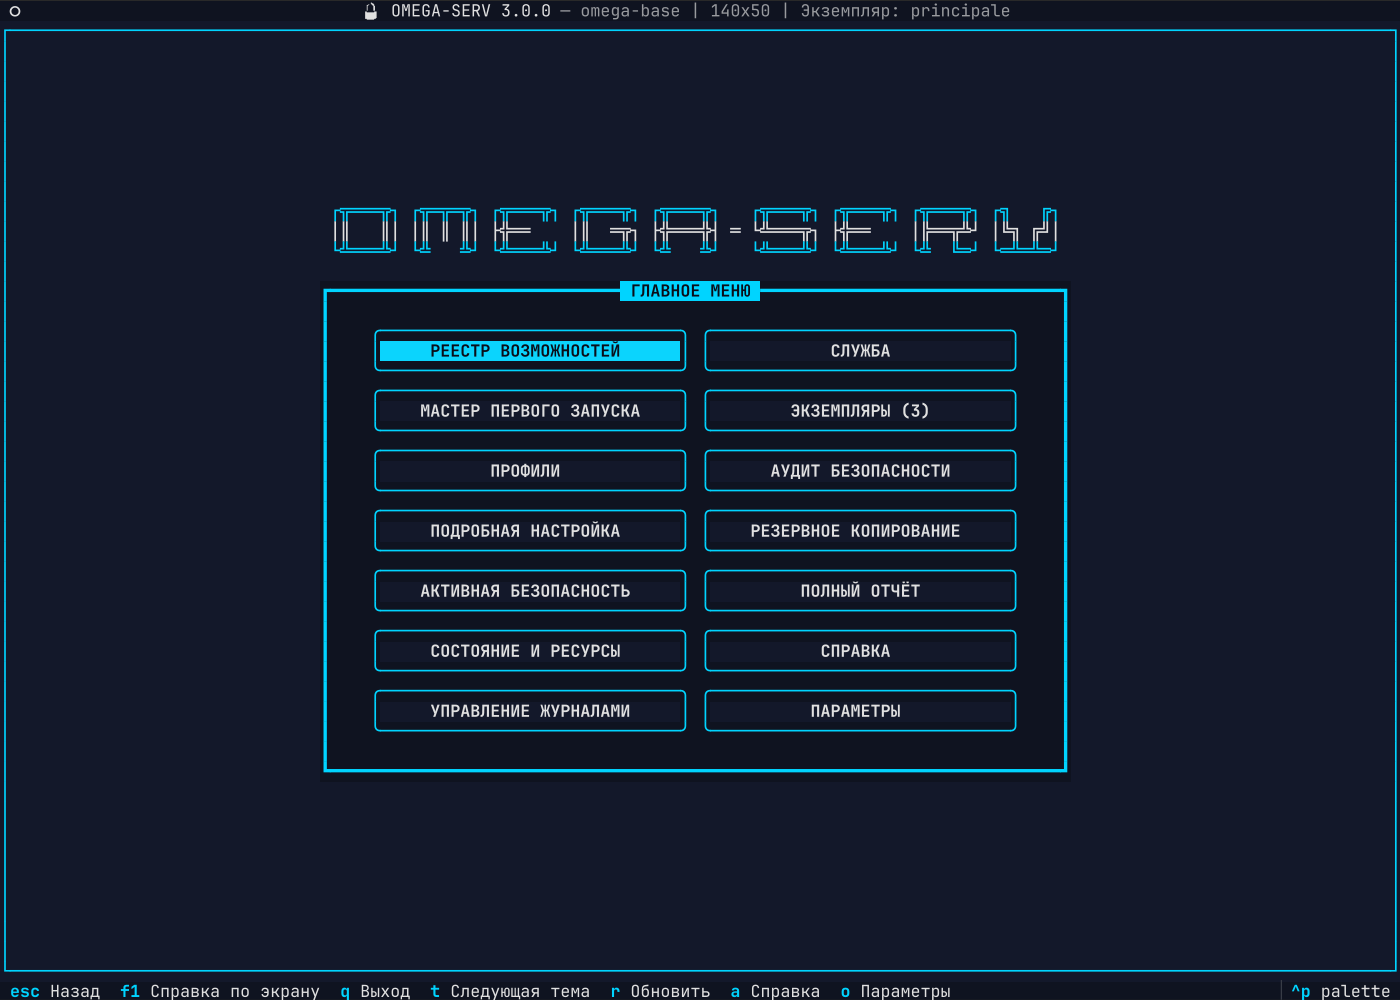 OMEGA-SERV 3.0.0 — omega-base | 140x50 | Экземпляр: principale
OMEGA-SERV
ГЛАВНОЕ МЕНЮ
РЕЕСТР ВОЗМОЖНОСТЕЙ СЛУЖБА
МАСТЕР ПЕРВОГО ЗАПУСКА ЭКЗЕМПЛЯРЫ (3)
ПРОФИЛИ АУДИТ БЕЗОПАСНОСТИ
ПОДРОБНАЯ НАСТРОЙКА РЕЗЕРВНОЕ КОПИРОВАНИЕ
АКТИВНАЯ БЕЗОПАСНОСТЬ ПОЛНЫЙ ОТЧЁТ
СОСТОЯНИЕ И РЕСУРСЫ СПРАВКА
УПРАВЛЕНИЕ ЖУРНАЛАМИ ПАРАМЕТРЫ
esc Назад f1 Справка по экрану q Выход t Следующая тема r Обновить a Справка o Параметры ^p palette